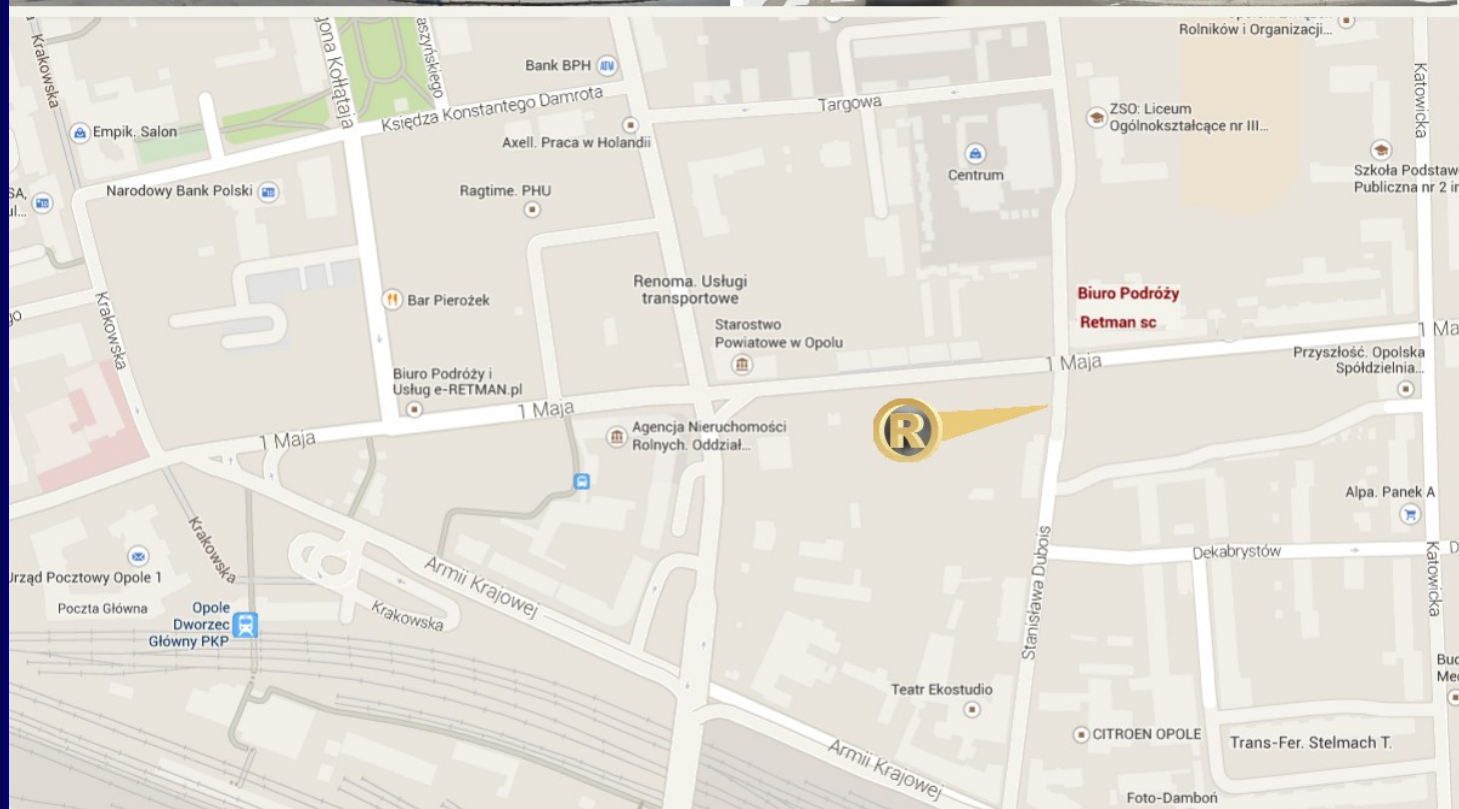 Rolników i Organizacji...
Krakowska
Bank BPH
ATM
Targowa
Katowicka
Empik. Salon
Księdza Konstantego Damrota
ZSO: Liceum
Ogólnokształcące nr III...
Axell. Praca w Holandii
Centrum
Narodowy Bank Polski
Ragtime. PHU
Publiczna nr 2
Krakowska
Bar Pierożek
Renoma. Usługi
transportowe
Biuro Podróży
Retman sc
Starostwo
Powiatowe w Opolu
Biuro Podróży i
Usług e-RETMAN.pl
1 Maja
1 Maja
1 Maja
Przyszłość. Opolska
Spółdzielnia...
Agencja Nieruchomości
Rolnych. Oddział...
R
Alpa. Panek A
Krakowska
Urząd Pocztowy Opole 1
Poczta Główna
Opole
Dworzec
Główny PKP
Armii Krajowej
Krakowska
Stanisława Dubois
Dekabrystów
Katowicka
Teatr Ekostudio
CITROEN OPOLE
Trans-Fer. Stelmach T.
Armii Krajowej
Foto-Damboń